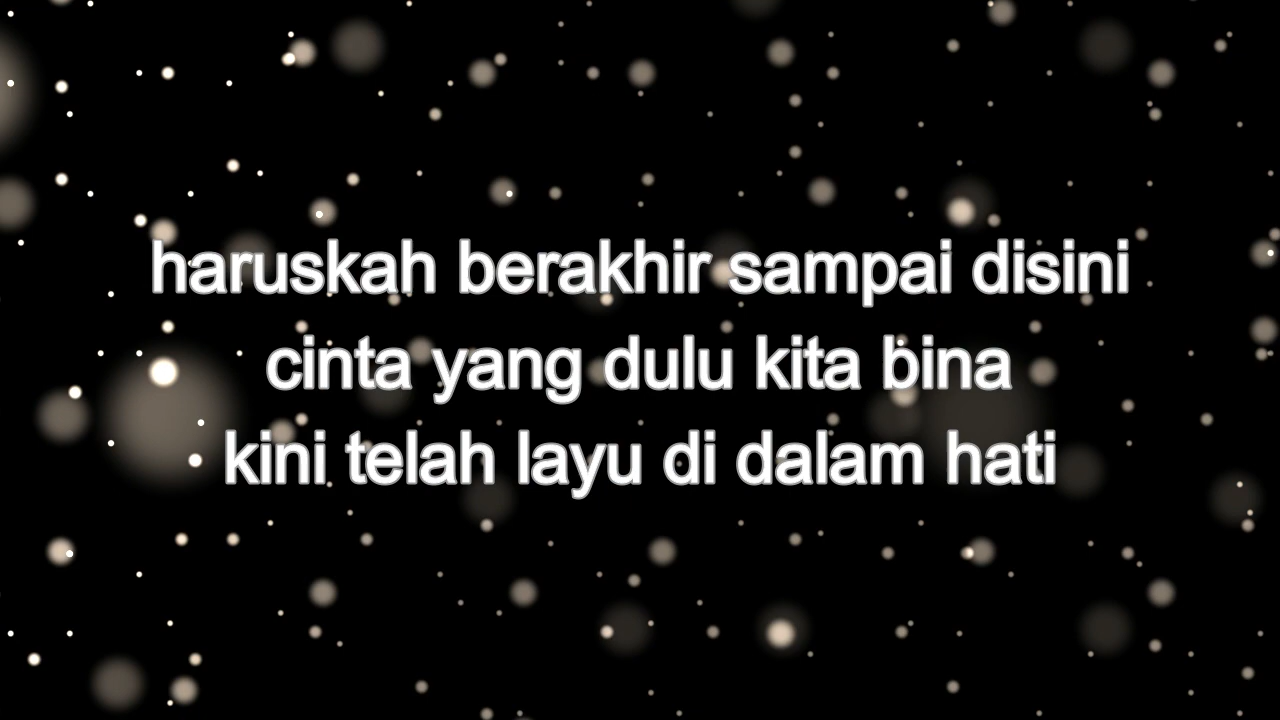 haruskah berakhir sampai disini
cinta yang dulu kita bina
kini telah layu di dalam hati